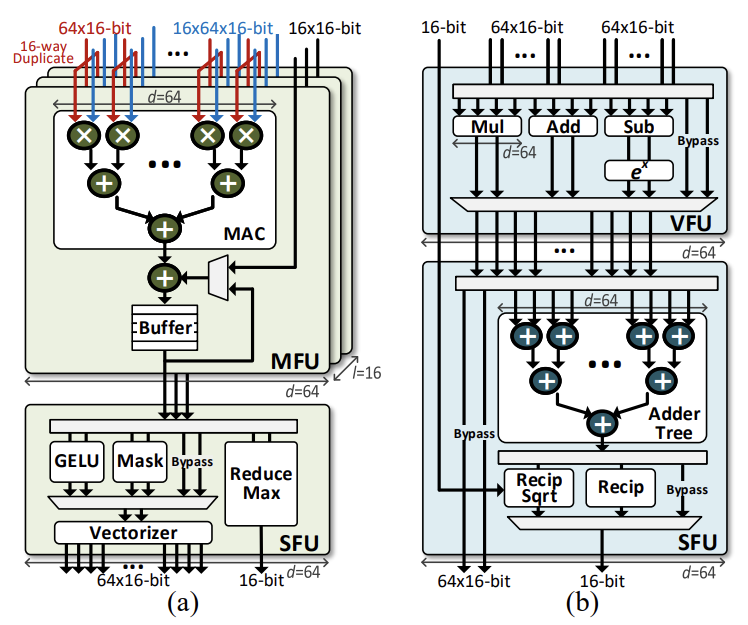 64x16-bit
16x64x16-bit
16x16-bit
16-way
Duplicate
...
d=64
...
MAC
Buffer
MFU
l=16
d=64
GELU
Mask
Bypass
Reduce
Max
Vectorizer
SFU
...
64x16-bit
16-bit
d=64
(a)
16-bit
64x16-bit
64x16-bit
...
...
Mul
Add
Sub
Bypass
d=64
eˣ
VFU
d=64
...
d=64
...
Adder
Tree
Bypass
Recip
Sqrt
Recip
Bypass
SFU
64x16-bit
16-bit
d=64
(b)